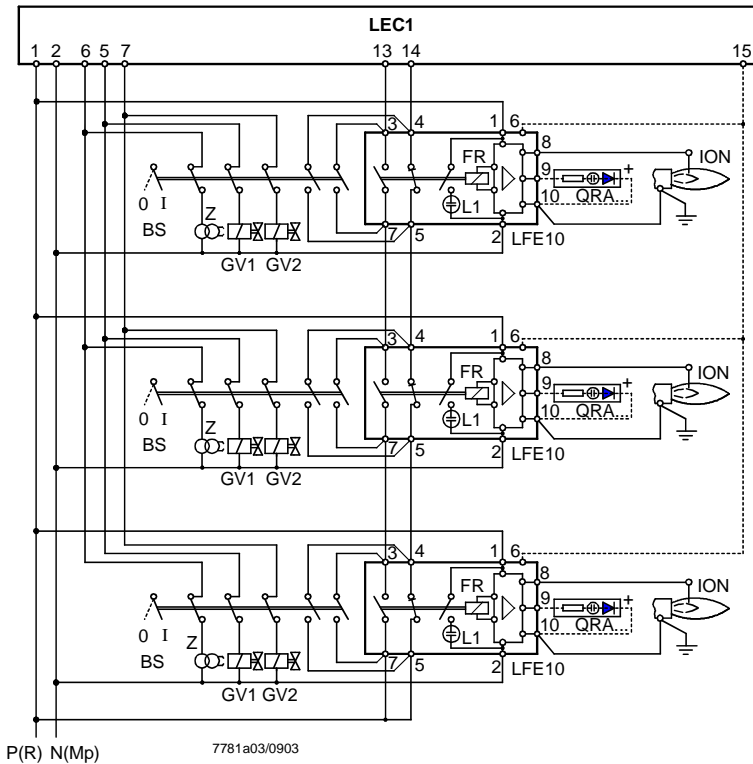 LEC1
1 2 6 5 7 13 14 15
3 4 1 6
8
FR
ION
9 +
0 I Z L1 10 QRA
BS 7 5 2 LFE10
GV1 GV2
3 4 1 6
8
FR
ION
9 +
0 I Z L1 10 QRA
BS 7 5 2 LFE10
GV1 GV2
3 4 1 6
8
FR
ION
9 +
0 I Z L1 10 QRA
BS 7 5 2 LFE10
GV1 GV2
P(R) N(Mp) 7781a03/0903